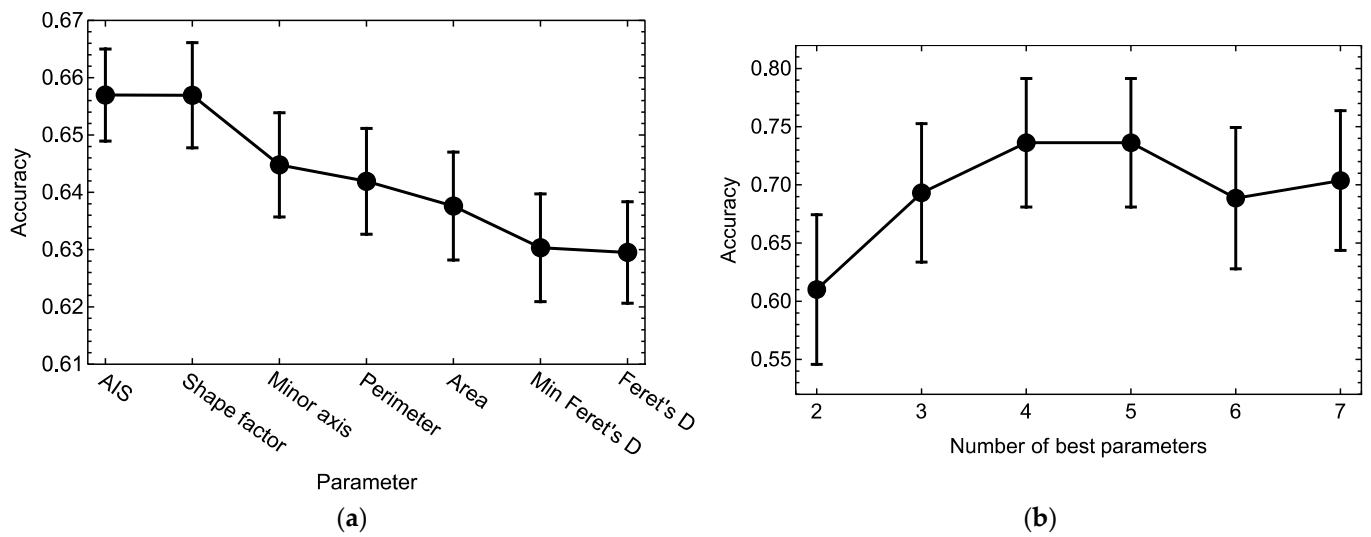 0.67
0.66
0.65
0.64
0.63
0.62
0.61
Accuracy
AIS
Shape factor
Minor axis
Perimeter
Area
Min Feret's D
Feret's D
Parameter
(a)
0.80
0.75
0.70
0.65
0.60
0.55
Accuracy
2 3 4 5 6 7
Number of best parameters
(b)